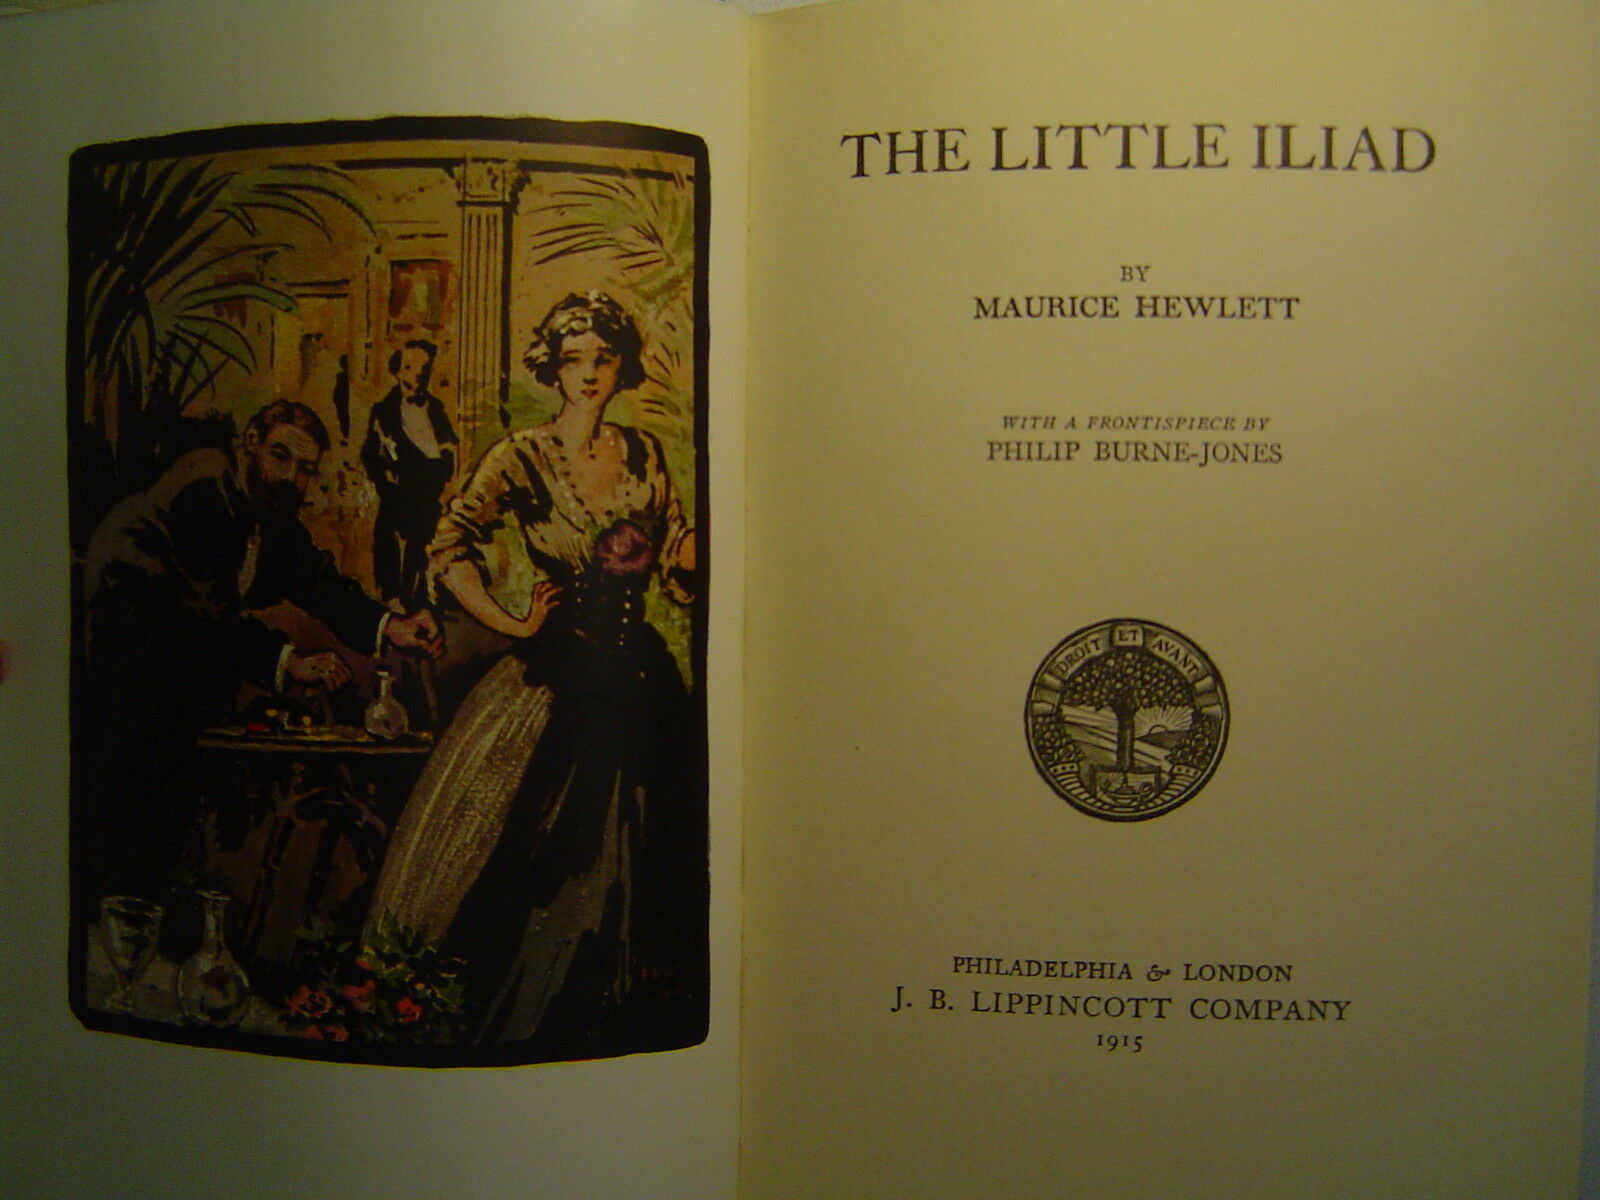 THE LITTLE ILIAD
BY
MAURICE HEWLETT
WITH A FRONTISPIECE BY
PHILIP BURNE-JONES
DROIT ET AVANT
PHILADELPHIA & LONDON
J. B. LIPPINCOTT COMPANY
1915